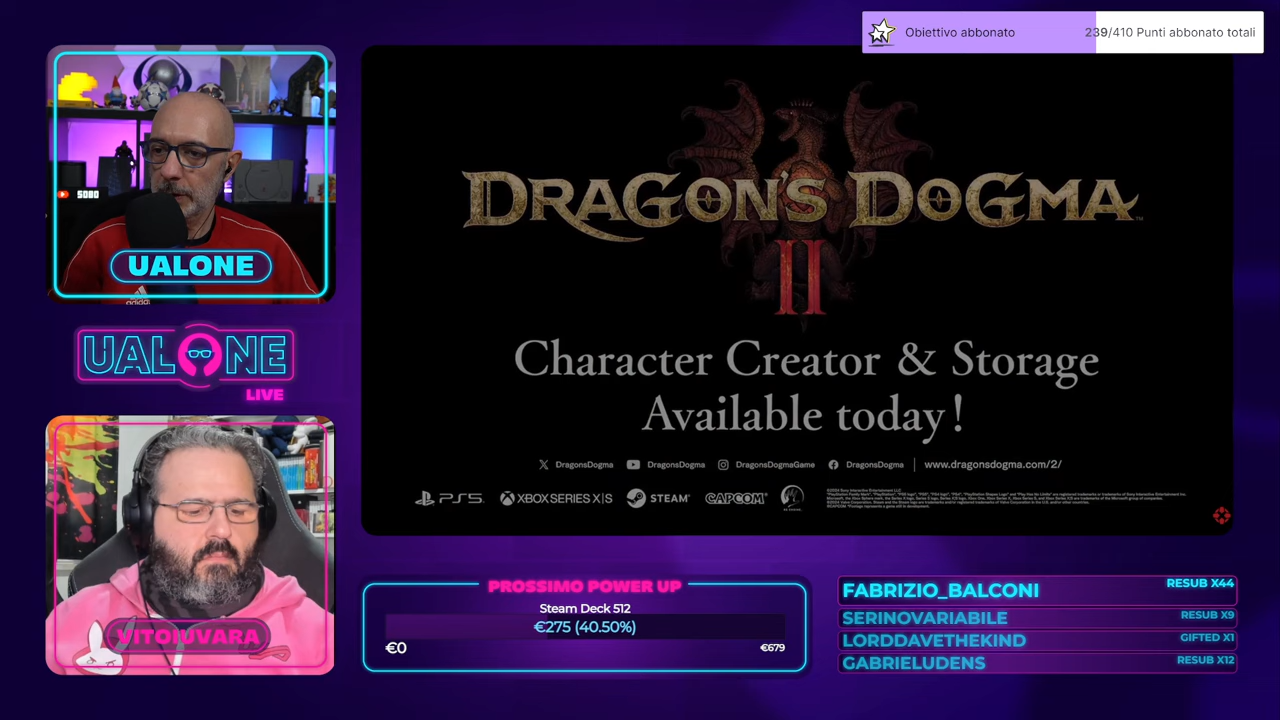 Obiettivo abbonato
239/410 Punti abbonato totali
5080
adidas
UALONE
UALONE
LIVE
VITOIUVARA
DRAGON'S DOGMA
II
Character Creator & Storage
Available today!
DragonsDogma
DragonsDogma
DragonsDogmaGame
DragonsDogma
www.dragonsdogma.com/2/
PS5
XBOX SERIES X|S
STEAM
CAPCOM
PROSSIMO POWER UP
Steam Deck 512
€275 (40.50%)
€0
€679
FABRIZIO_BALCONI RESUB X44
SERINOVARIABILE RESUB X9
LORDDAVETHEKIND GIFTED X1
GABRIELUDENS RESUB X12